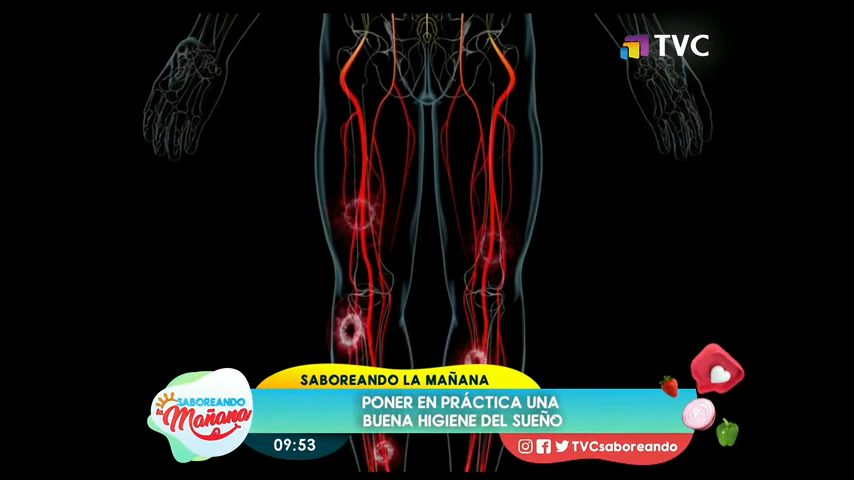 TVC
SABOREANDO LA MAÑANA
SABOREANDO
la Mañana
PONER EN PRÁCTICA UNA
BUENA HIGIENE DEL SUEÑO
09:53
TVCsaboreando